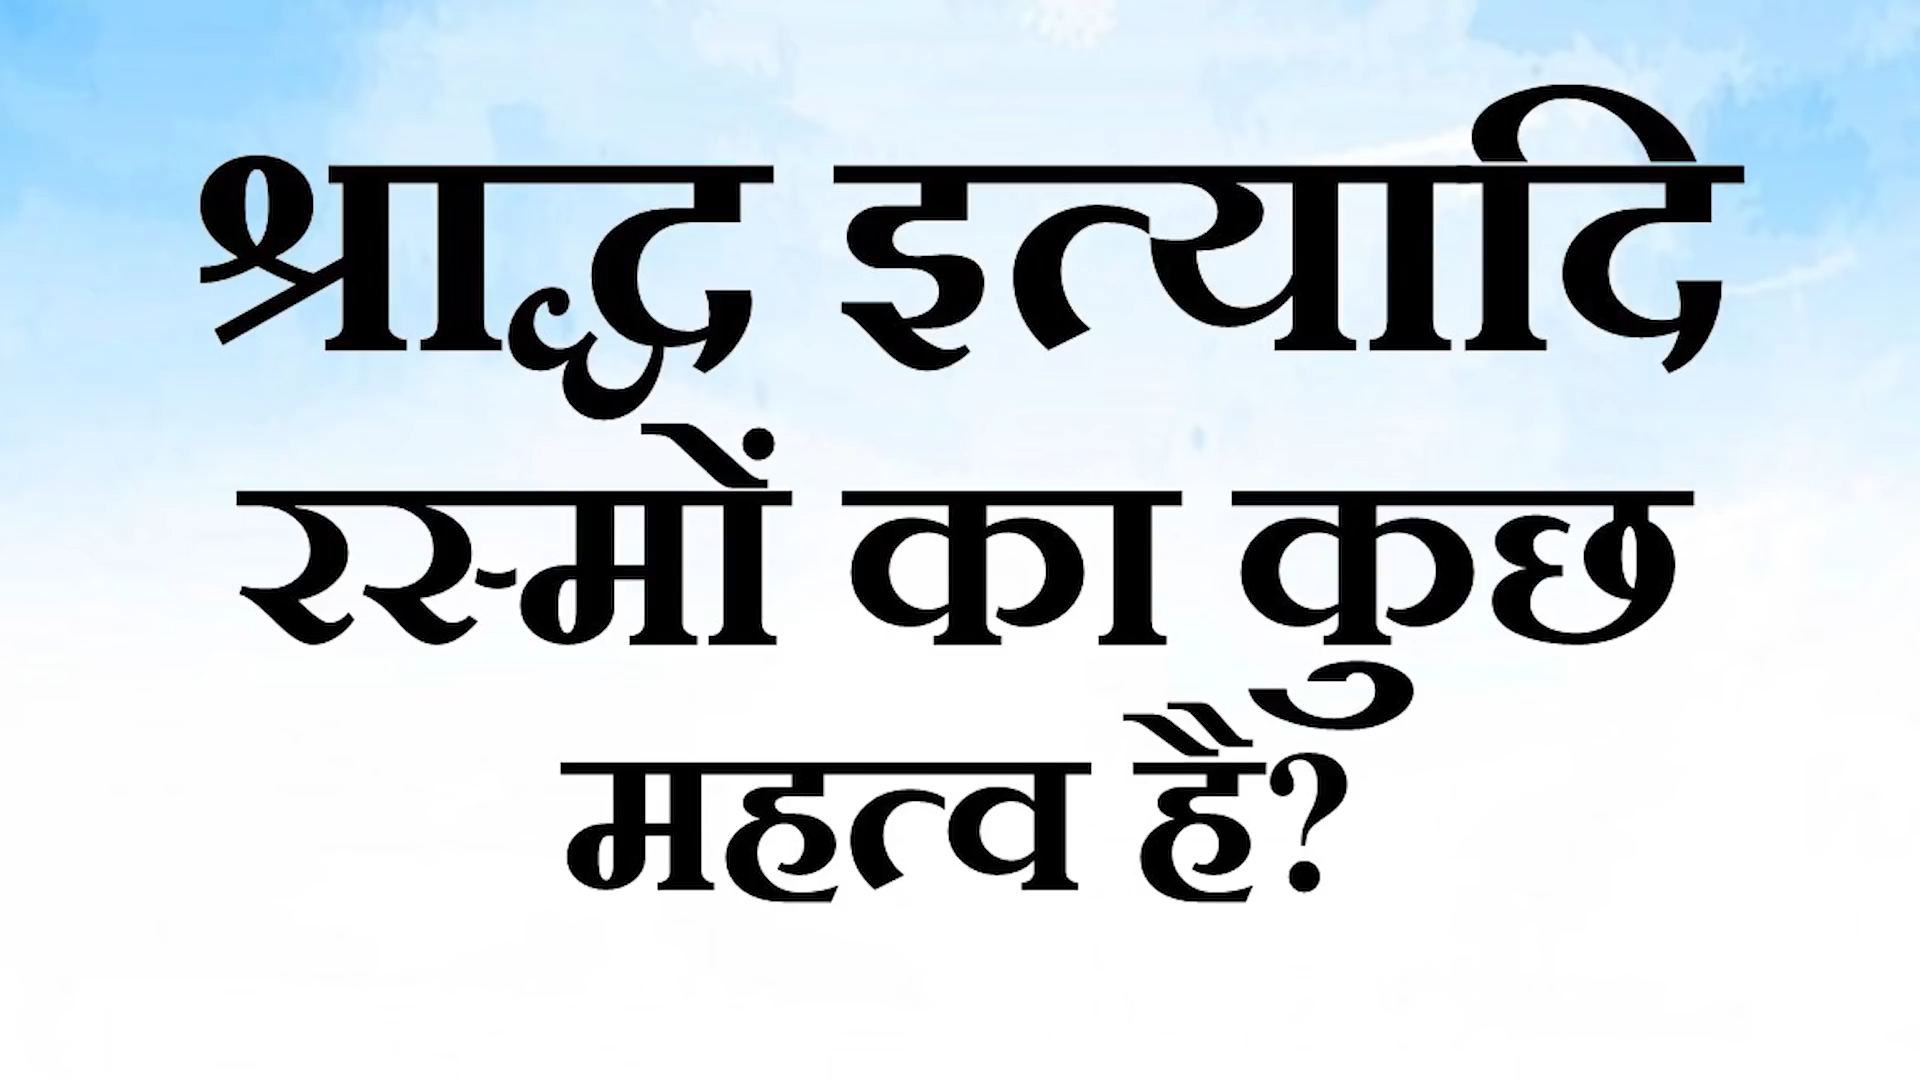 श्राद्ध इत्यादि
रस्मों का कुछ
महत्व है?